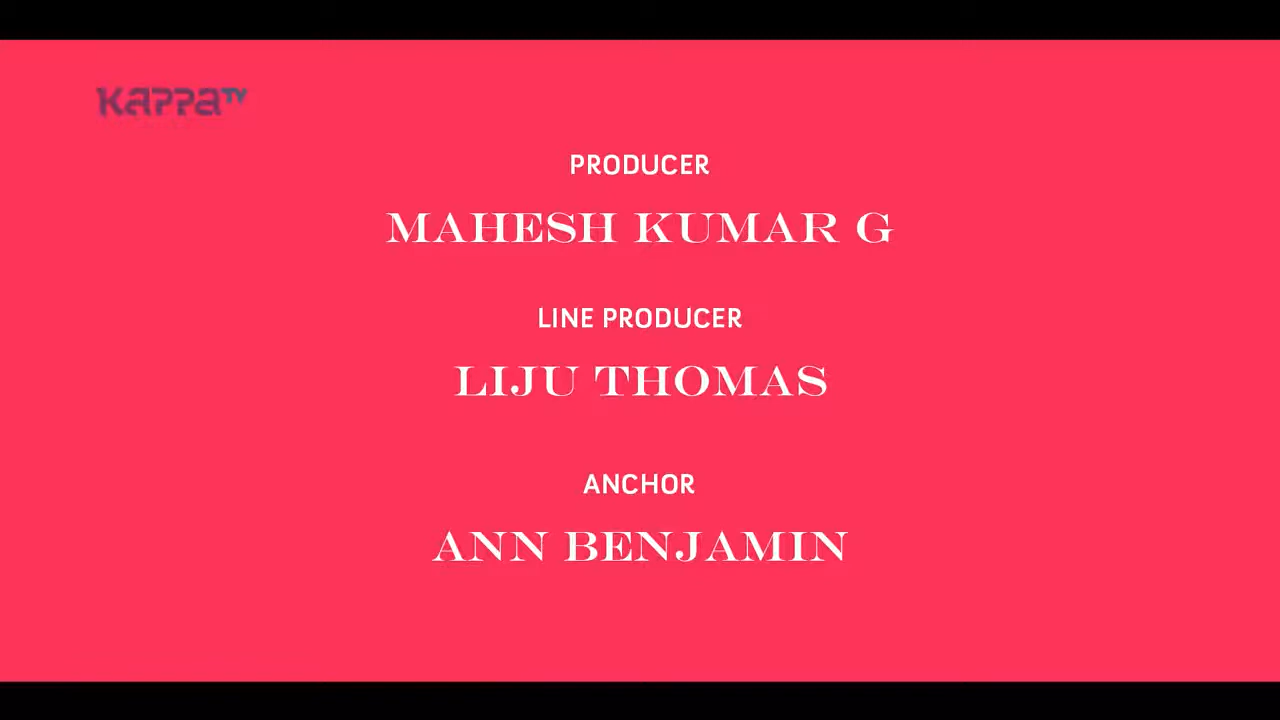 KAPPA TV
PRODUCER
MAHESH KUMAR G
LINE PRODUCER
LIJU THOMAS
ANCHOR
ANN BENJAMIN